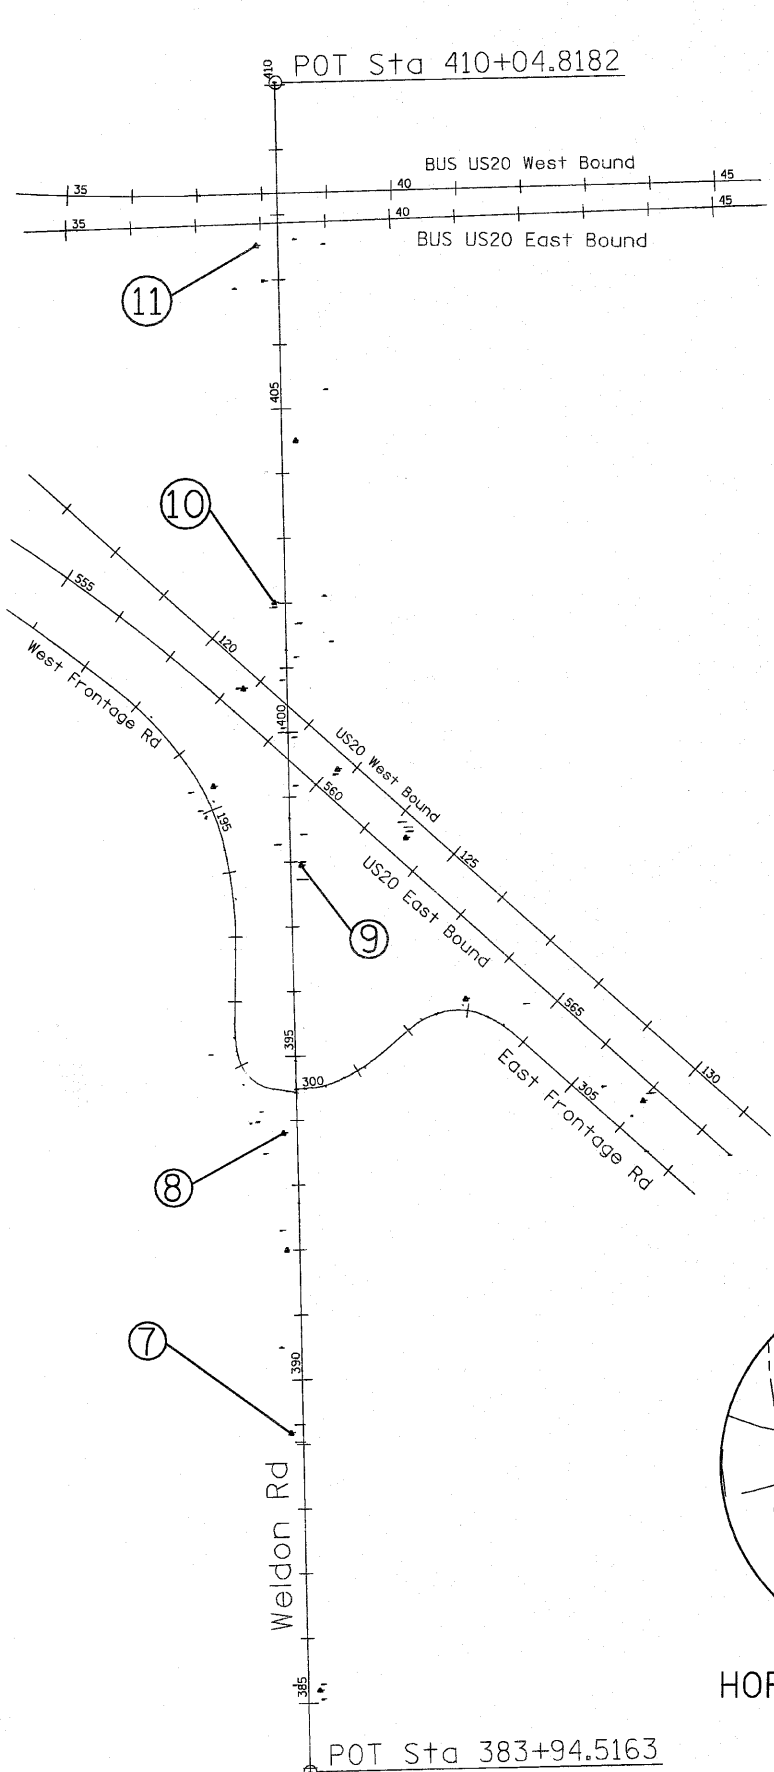 410
POT Sta 410+04.8182
BUS US20 West Bound
35
40
45
35
40
45
BUS US20 East Bound
11
405
10
555
120
West Frontage Rd
400
US20 West Bound
560
195
125
US20 East Bound
9
565
395
300
130
East Frontage Rd
305
8
7
390
Weldon Rd
385
HOR
POT Sta 383+94.5163